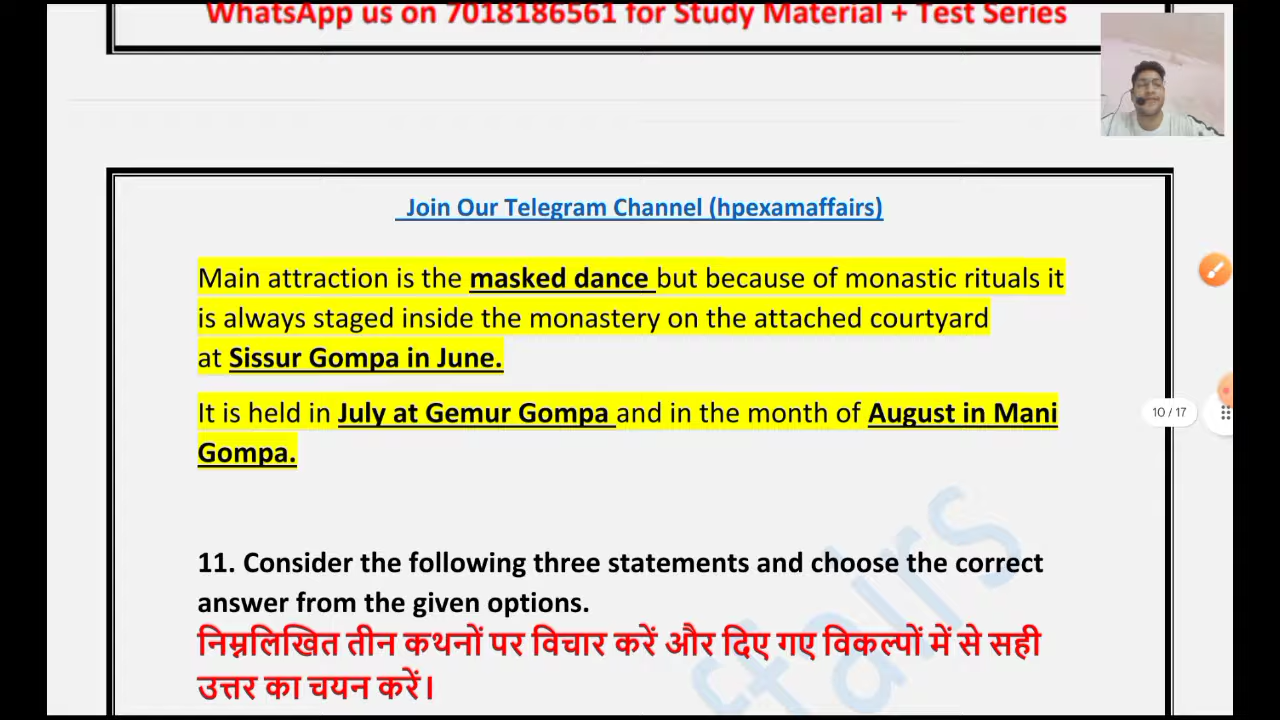 WhatsApp us on 7018186561 for Study Material + Test Series
Join Our Telegram Channel (hpexamaffairs)
Main attraction is the masked dance but because of monastic rituals it
is always staged inside the monastery on the attached courtyard
at Sissur Gompa in June.
It is held in July at Gemur Gompa and in the month of August in Mani
Gompa.
10 / 17
11. Consider the following three statements and choose the correct
answer from the given options.
निम्नलिखित तीन कथनों पर विचार करें और दिए गए विकल्पों में से सही
उत्तर का चयन करें।
ffairs